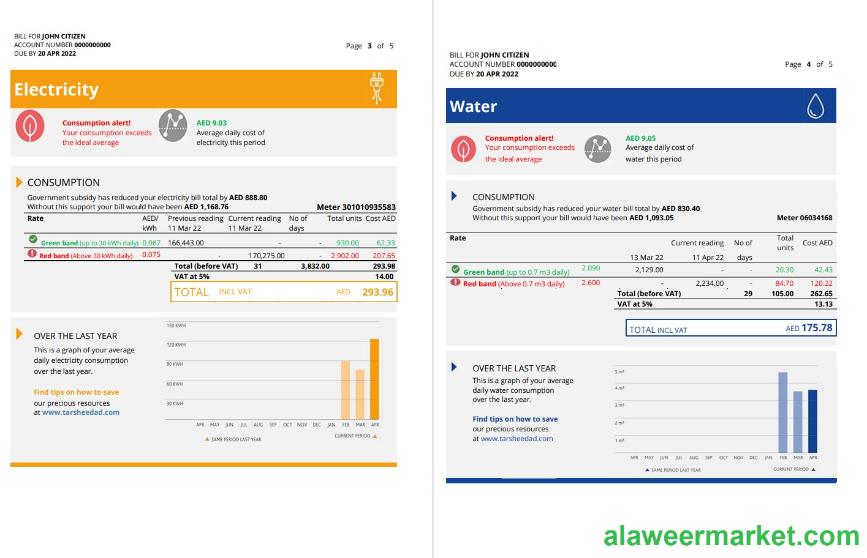 BILL FOR JOHN CITIZEN
ACCOUNT NUMBER 0000000000
DUE BY 20 APR 2022
Page 3 of 5
Electricity
Consumption alert!
Your consumption exceeds
the ideal average
AED 9.03
Average daily cost of
electricity this period
CONSUMPTION
Government subsidy has reduced your electricity bill total by AED 888.80
Without this support your bill would have been AED 1,168.76
Meter 301010935583
Rate AED/ Previous reading Current reading No of Total units Cost AED
kWh 11 Mar 22 11 Mar 22 days
Green band (up to 30 kWh daily) 0.067 166,443.00 - - 930.00 62.33
Red band (Above 30 kWh daily) 0.075 - 170,275.00 - 2.902.00 207.65
Total (before VAT) 31 3,832.00 293.98
VAT at 5% 14.00
TOTAL INCL VAT AED 293.96
OVER THE LAST YEAR
This is a graph of your average
daily electricity consumption
over the last year.
Find tips on how to save
our precious resources
at www.tarsheedad.com
150 KWH
120 KWH
90 KWH
60 KWH
30 KWH
APR MAY JUN JUL AUG SEP OCT NOV DEC JAN FEB MAR APR
SAME PERIOD LAST YEAR
CURRENT PERIOD
BILL FOR JOHN CITIZEN
ACCOUNT NUMBER 0000000000
DUE BY 20 APR 2022
Page 4 of 5
Water
Consumption alert!
Your consumption exceeds
the ideal average
AED 9.05
Average daily cost of
water this period
CONSUMPTION
Government subsidy has reduced your water bill total by AED 830.40
Without this support your bill would have been AED 1,093.05
Meter 06034168
Rate Current reading No of Total units Cost AED
13 Mar 22 11 Apr 22 days
Green band (up to 0.7 m3 daily) 2.090 2,129.00 - - 20.30 42.43
Red band (Above 0.7 m3 daily) 2.600 - 2,234.00 - 84.70 120.22
Total (before VAT) 29 105.00 262.65
VAT at 5% 13.13
TOTAL INCL VAT AED 175.78
OVER THE LAST YEAR
This is a graph of your average
daily water consumption
over the last year.
Find tips on how to save
our precious resources
at www.tarsheedad.com
5 m³
4 m³
3 m³
2 m³
1 m³
APR MAY JUN JUL AUG SEP OCT NOV DEC JAN FEB MAR APR
SAME PERIOD LAST YEAR
CURRENT PERIOD
alaweermarket.com